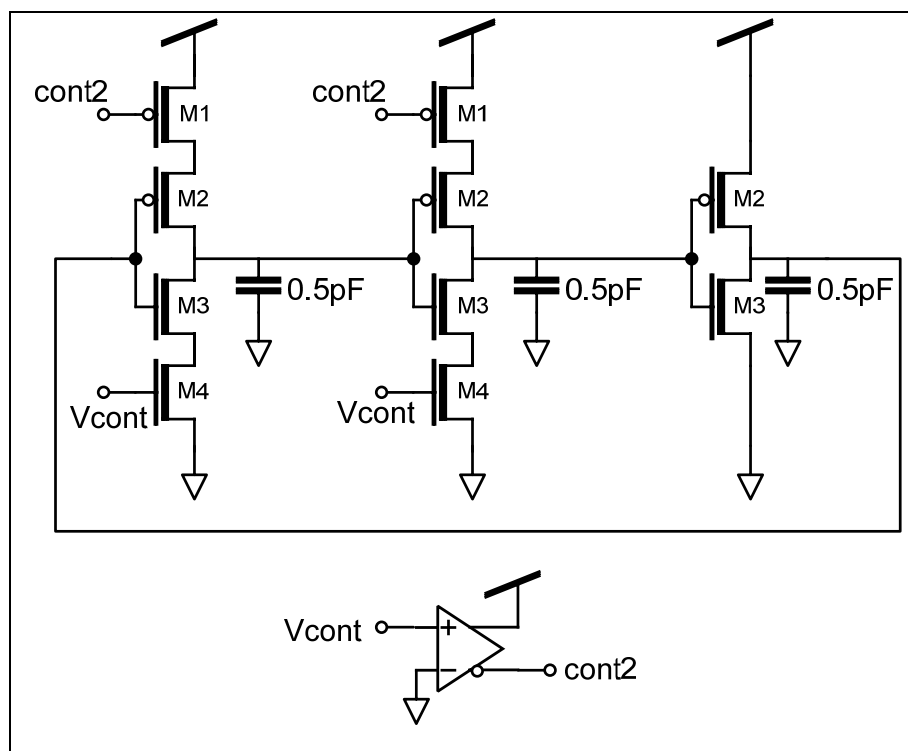 cont2
M1
cont2
M1
M2
M2
M2
0.5pF
0.5pF
0.5pF
M3
M3
M3
Vcont
M4
Vcont
M4
Vcont
+
−
cont2